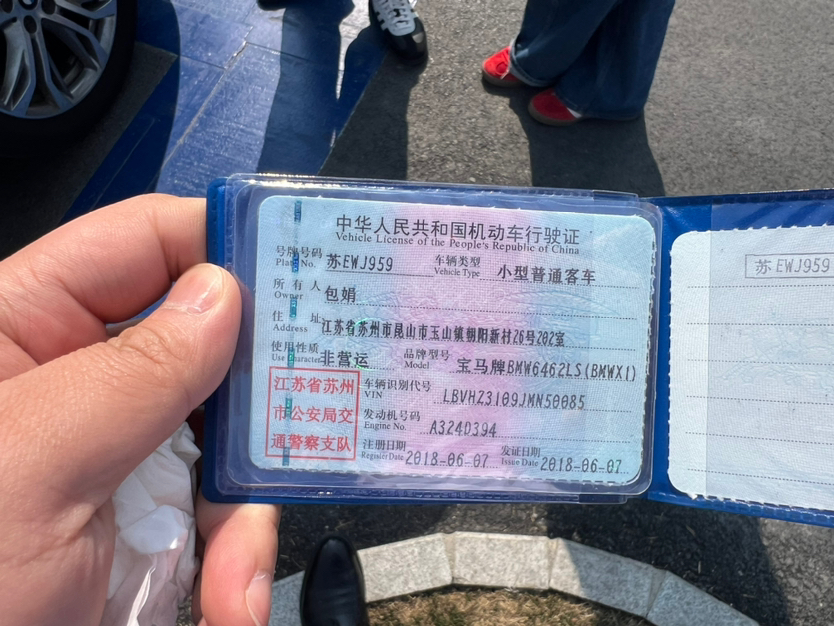 中华人民共和国机动车行驶证
Vehicle License of the People's Republic of China
号牌号码 苏EWJ959 车辆类型 小型普通客车
Plate No. Vehicle Type
所有人 包娟
Owner
住址 江苏省苏州市昆山市玉山镇朝阳新村26号202室
Address
使用性质 非营运 品牌型号 宝马牌BMW6462LS(BMWX1)
Use Character Model
江苏省苏州
市公安局交
通警察支队
车辆识别代号 LBVHZ3109JMN50085
VIN
发动机号码 A324D394
Engine No.
注册日期 2018-06-07 发证日期 2018-06-07
Register Date Issue Date
苏EWJ959